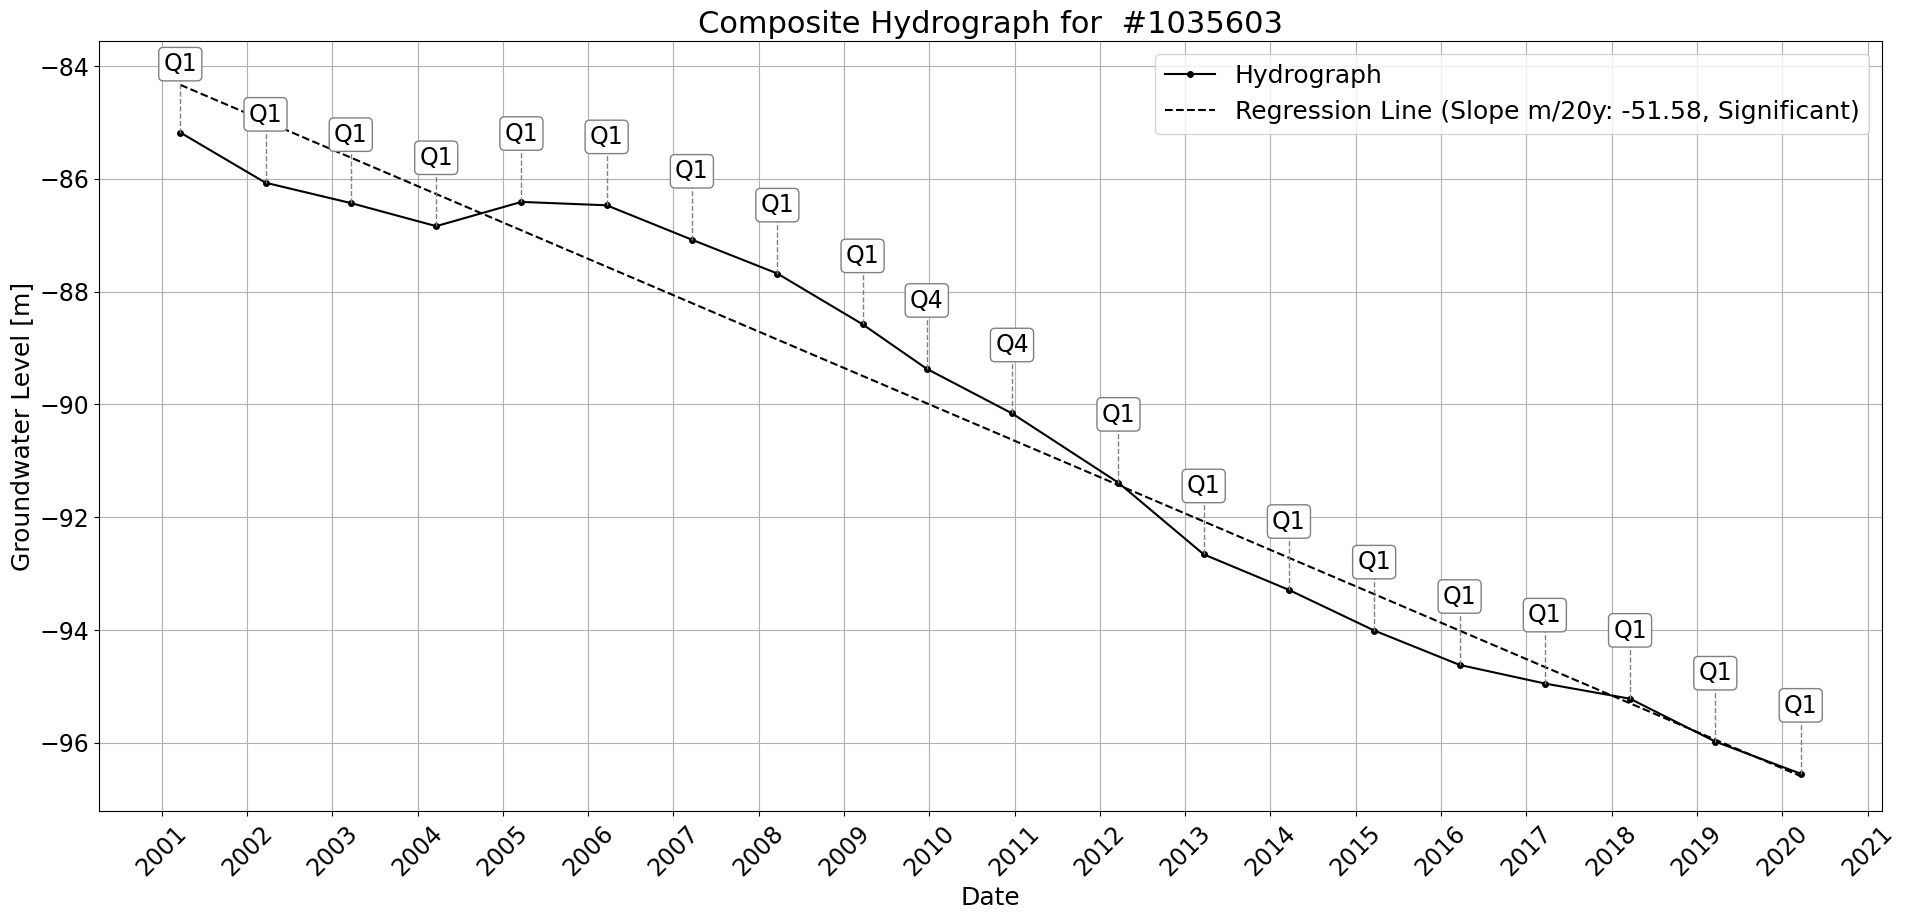 Composite Hydrograph for  #1035603
Hydrograph
Regression Line (Slope m/20y: -51.58, Significant)
Groundwater Level [m]
−84
−86
−88
−90
−92
−94
−96
Q1
Q1
Q1
Q1
Q1
Q1
Q1
Q1
Q1
Q4
Q4
Q1
Q1
Q1
Q1
Q1
Q1
Q1
Q1
Q1
2001
2002
2003
2004
2005
2006
2007
2008
2009
2010
2011
2012
2013
2014
2015
2016
2017
2018
2019
2020
2021
Date